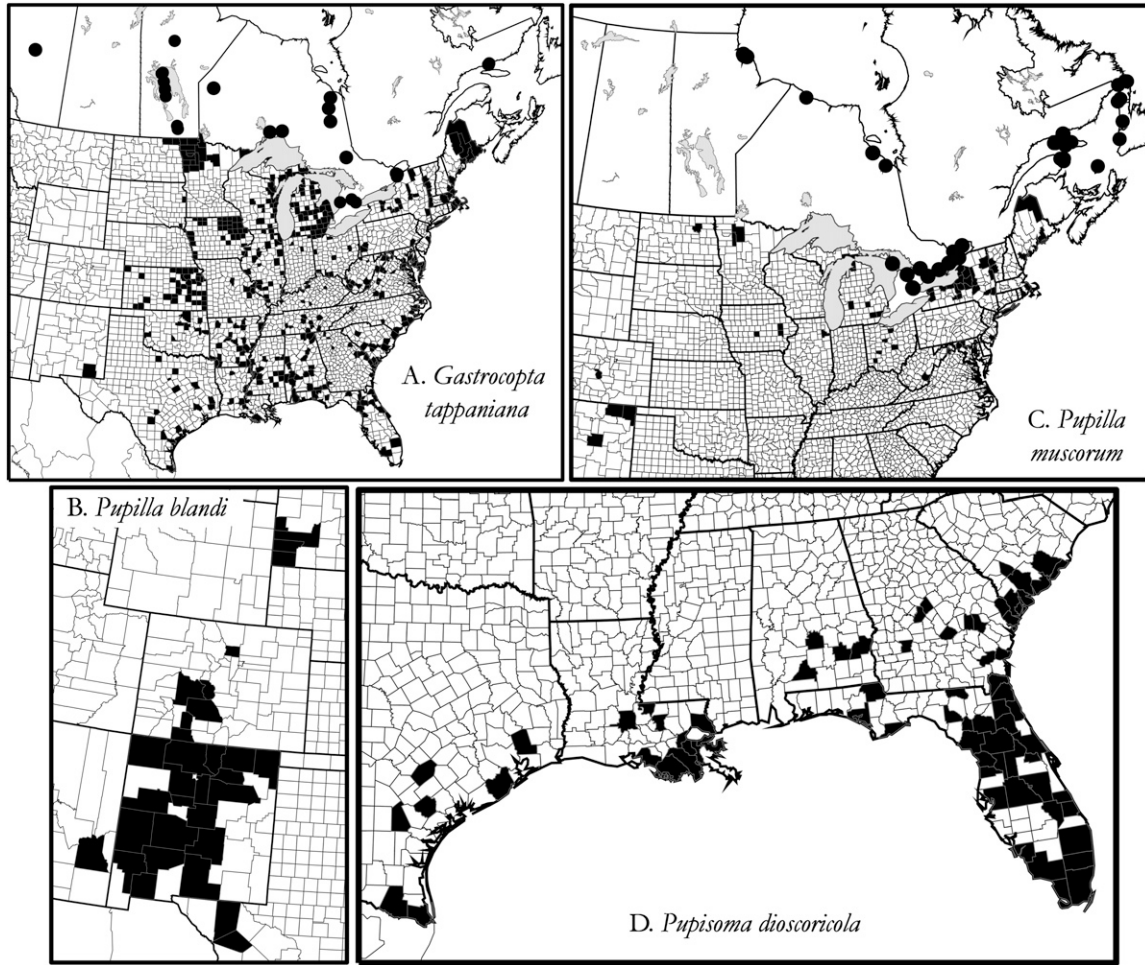 A. Gastrocopta
tappaniana
C. Pupilla
muscorum
B. Pupilla blandi
D. Pupisoma dioscoricola